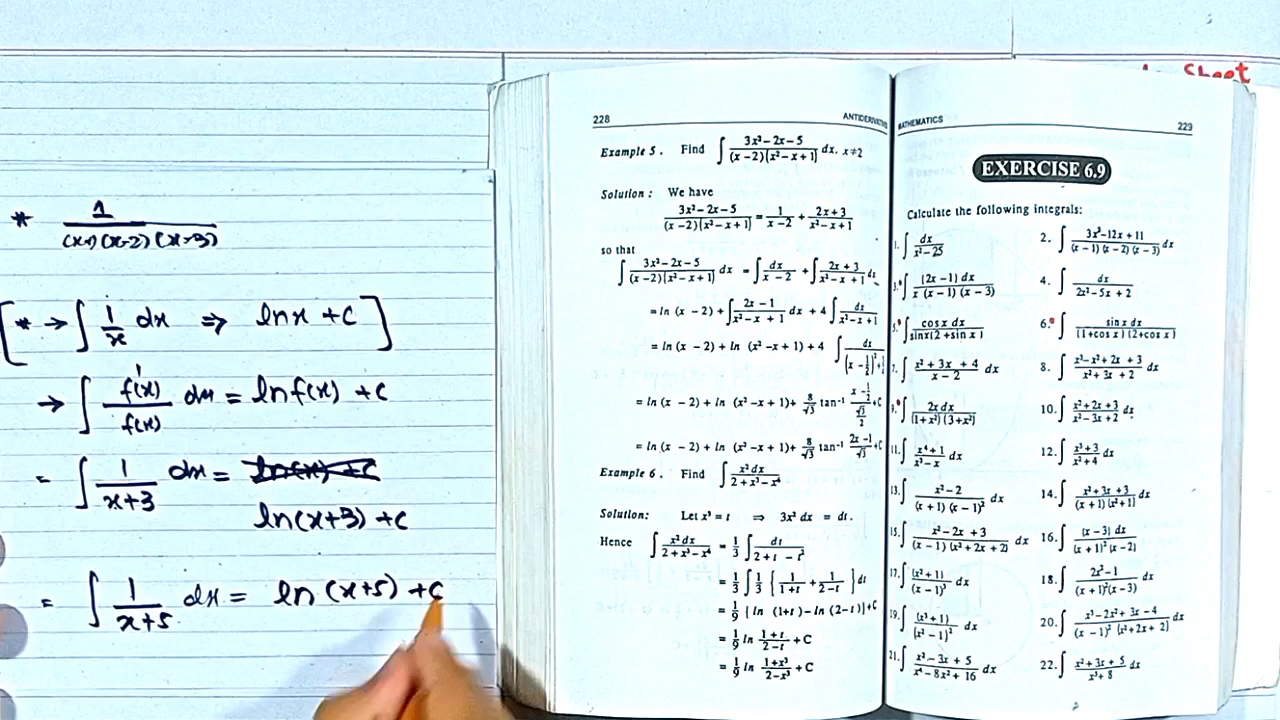 * 1
(x-1)(x-2)(x-3)
[* → ∫ 1/x dx ⇒ lnx + c]
→ ∫ f'(x)/f(x) dx = ln f(x) + c
= ∫ 1/(x+3) dx =
ln(x+3) + c
= ∫ 1/(x+5) dx = ln (x+5) + c
228 ANTIDERIVATIV
Example 5. Find ∫ (3x²-2x-5)/((x-2)(x²-x+1)) dx. x≠2
Solution: We have
(3x²-2x-5)/((x-2)(x²-x+1)) = 1/(x-2) + (2x+3)/(x²-x+1)
so that
∫ (3x²-2x-5)/((x-2)(x²-x+1)) dx = ∫ dx/(x-2) + ∫ (2x+3)/(x²-x+1) dx
= ln (x-2) + ∫ (2x-1)/(x²-x+1) dx + 4 ∫ dx/(x²-x+1)
= ln (x-2) + ln (x²-x+1) + 4 ∫ dx
= ln (x-2) + ln (x²-x+1) + 8/√3 tan⁻¹ (x-1/2)/(√3/2) + c
= ln (x-2) + ln (x²-x+1) + 8/√3 tan⁻¹ (2x-1)/√3 + C
Example 6. Find ∫ x² dx/(2+x³-x⁶)
Solution: Let x³ = t ⇒ 3x² dx = dt.
Hence ∫ x² dx/(2+x³-x⁶) = 1/3 ∫ dt/(2+t-t²)
= 1/3 ∫ 1/3 {1/(1+t) + 1/(2-t)} dt
= 1/9 [ln (1+t) - ln (2-t)] + C
= 1/9 ln (1+t)/(2-t) + C
= 1/9 ln (1+x³)/(2-x³) + C
MATHEMATICS 229
EXERCISE 6.9
Calculate the following integrals:
1. ∫ dx/(x²-25) 2. ∫ (3x²-12x+11)/((x-1)(x-2)(x-3)) dx
3. ∫ (2x-1) dx/(x(x-1)(x-3)) 4. ∫ dx/(2x²-5x+2)
5. ∫ cosx dx/(sinx(2+sinx)) 6. ∫ sinx dx/((1+cosx)(2+cosx))
7. ∫ (x²+3x+4)/(x-2) dx 8. ∫ (x³-x²+2x+3)/(x²+3x+2) dx
9. ∫ 2x dx/((1+x²)(3+x²)) 10. ∫ (x²+2x+3)/(x²-3x+2) dx
11. ∫ (x⁴+1)/(x³-x) dx 12. ∫ (x³+3)/(x²+4) dx
13. ∫ (x²-2)/((x+1)(x-1)²) dx 14. ∫ (x²+3x+3)/((x+1)(x²+1)) dx
15. ∫ (x²-2x+3)/((x-1)(x²+2x+2)) dx 16. ∫ (x-3) dx/((x+1)²(x-2))
17. ∫ (x²+1)/(x-1)³ dx 18. ∫ (2x²-1)/((x+1)²(x-3)) dx
19. ∫ (x³+1)/(x²-1)² dx 20. ∫ (x³-2x²+3x-4)/((x-1)²(x²+2x+2)) dx
21. ∫ (x²-3x+5)/(x⁴-8x²+16) dx 22. ∫ (x²+3x+5)/(x³+8) dx
Sheet